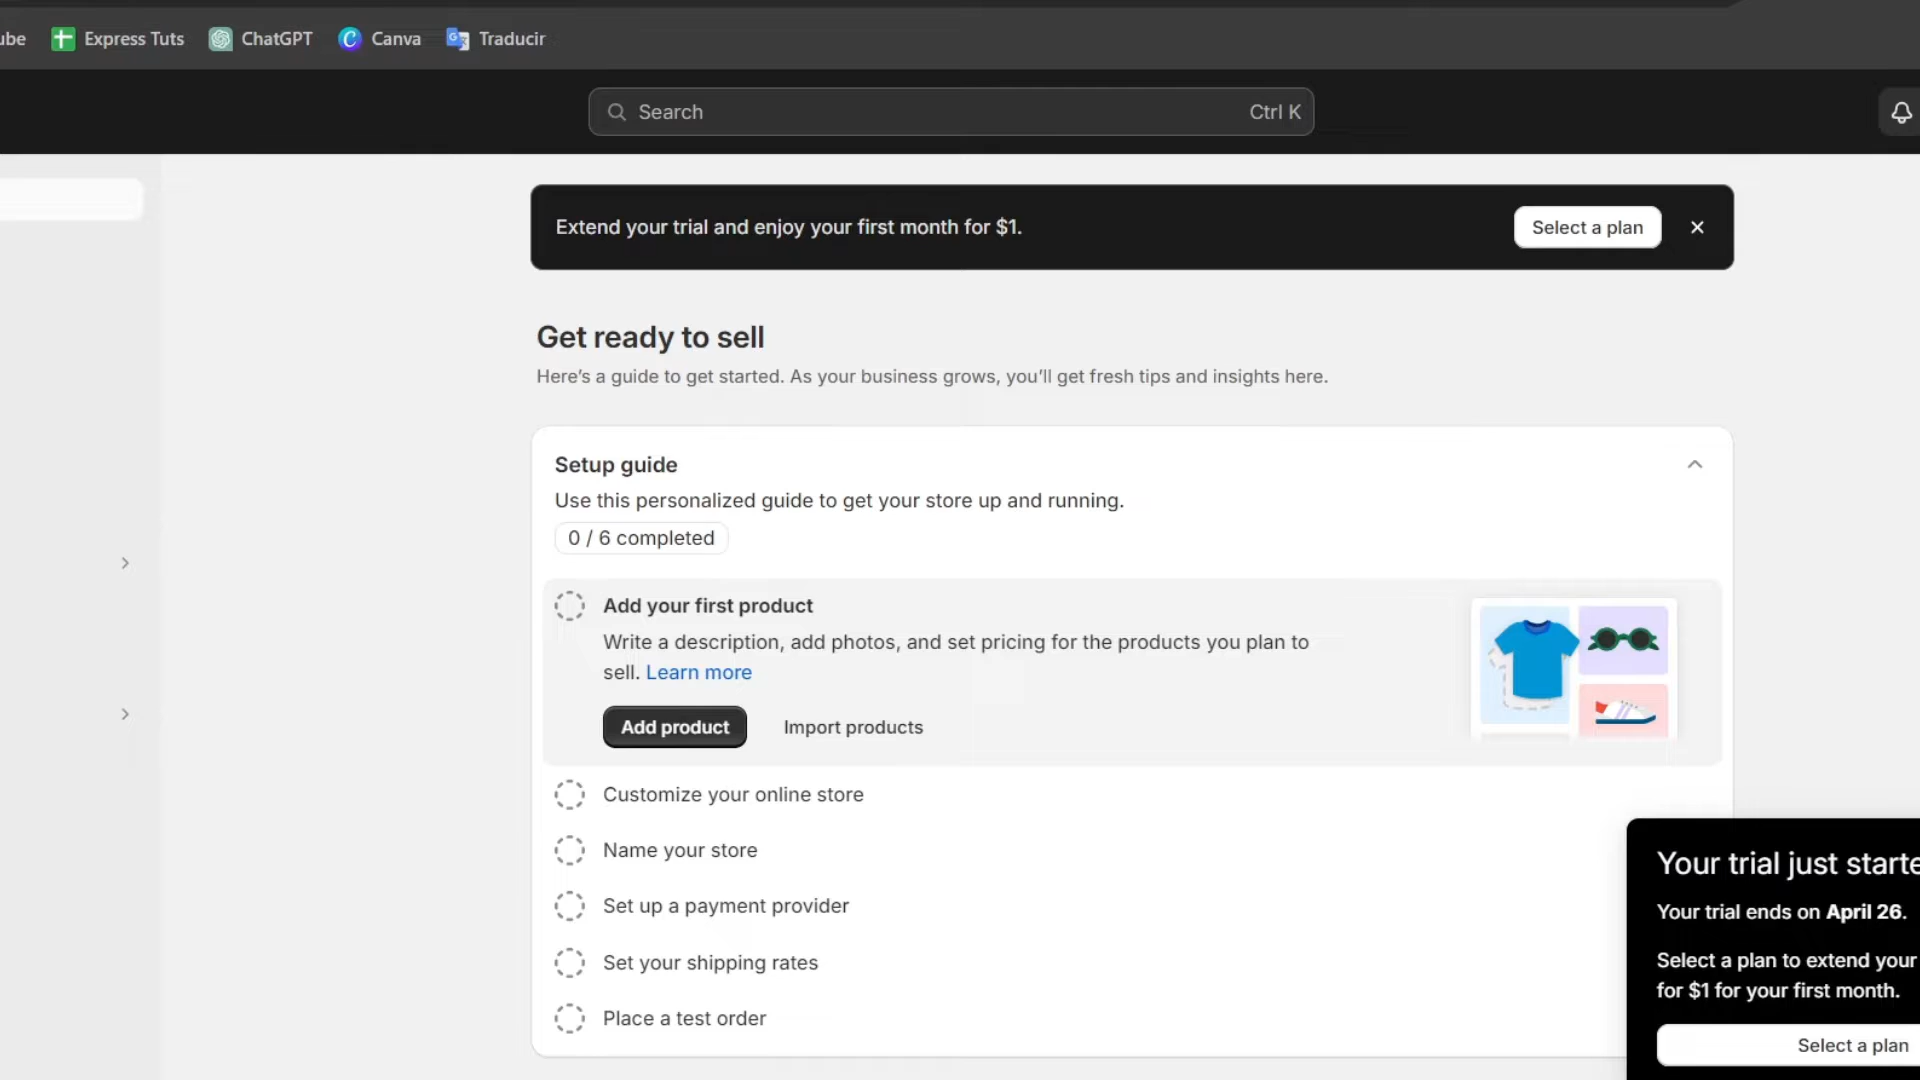 ube Express Tuts ChatGPT Canva Traducir
Search Ctrl K
Extend your trial and enjoy your first month for $1. Select a plan
Get ready to sell
Here's a guide to get started. As your business grows, you'll get fresh tips and insights here.
Setup guide
Use this personalized guide to get your store up and running.
0 / 6 completed
Add your first product
Write a description, add photos, and set pricing for the products you plan to
sell. Learn more
Add product Import products
Customize your online store
Name your store
Set up a payment provider
Set your shipping rates
Place a test order
Your trial just starte
Your trial ends on April 26.
Select a plan to extend your
for $1 for your first month.
Select a plan